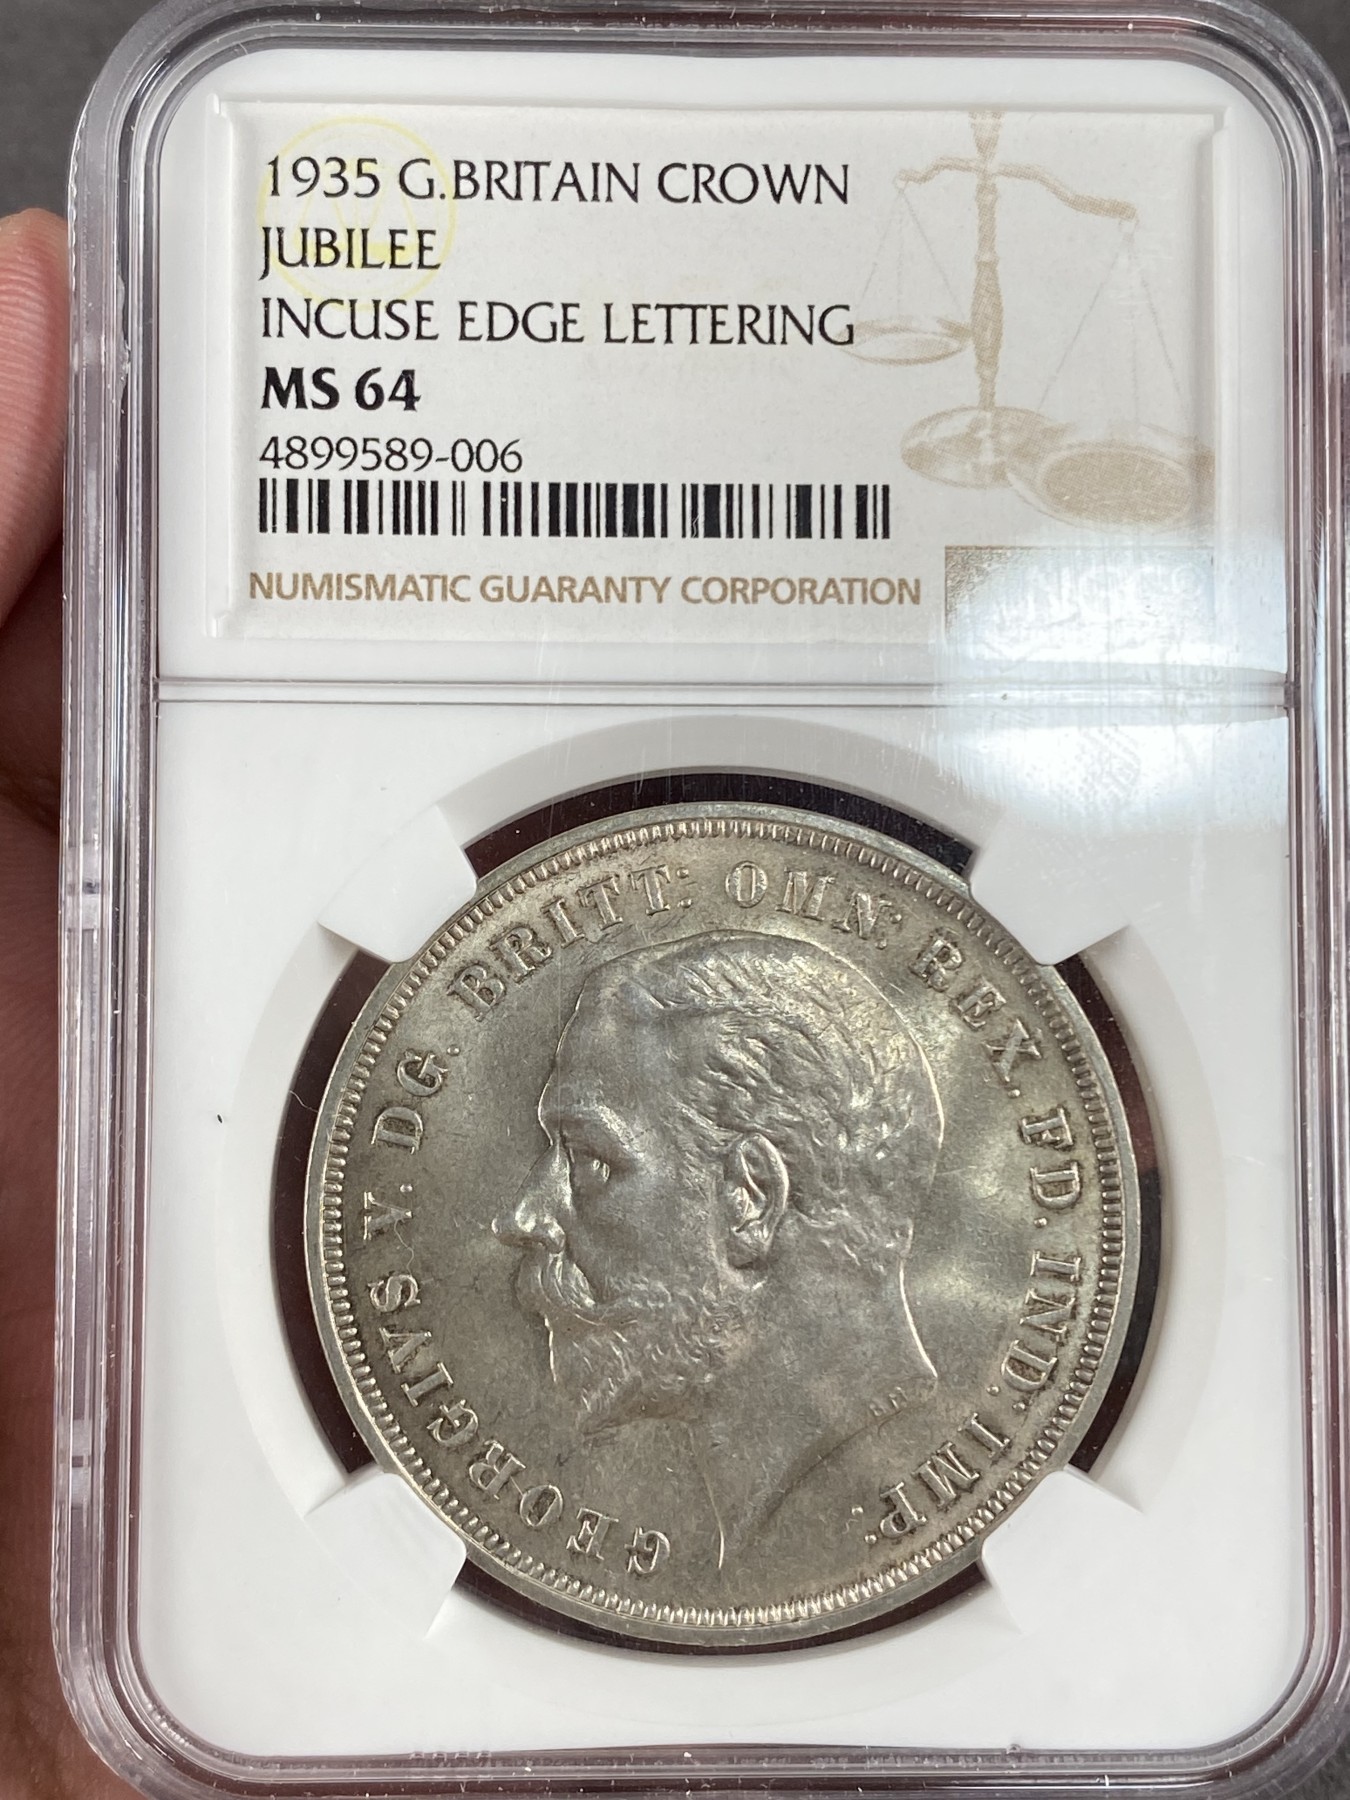 1935 G.BRITAIN CROWN
JUBILEE
INCUSE EDGE LETTERING
MS 64
4899589-006
NUMISMATIC GUARANTY CORPORATION
GEORGIVS V. DG. BRITT: OMN: REX. FD. IND: IMP: